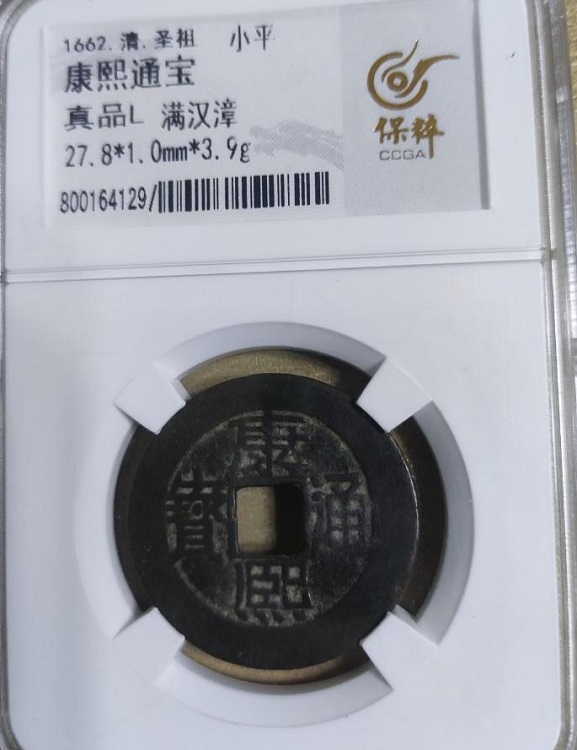 1662.清.圣祖 小平
康熙通宝
真品L 满汉漳
27.8*1.0mm*3.9g
800164129/
保粹
CCGA
康熙通寶